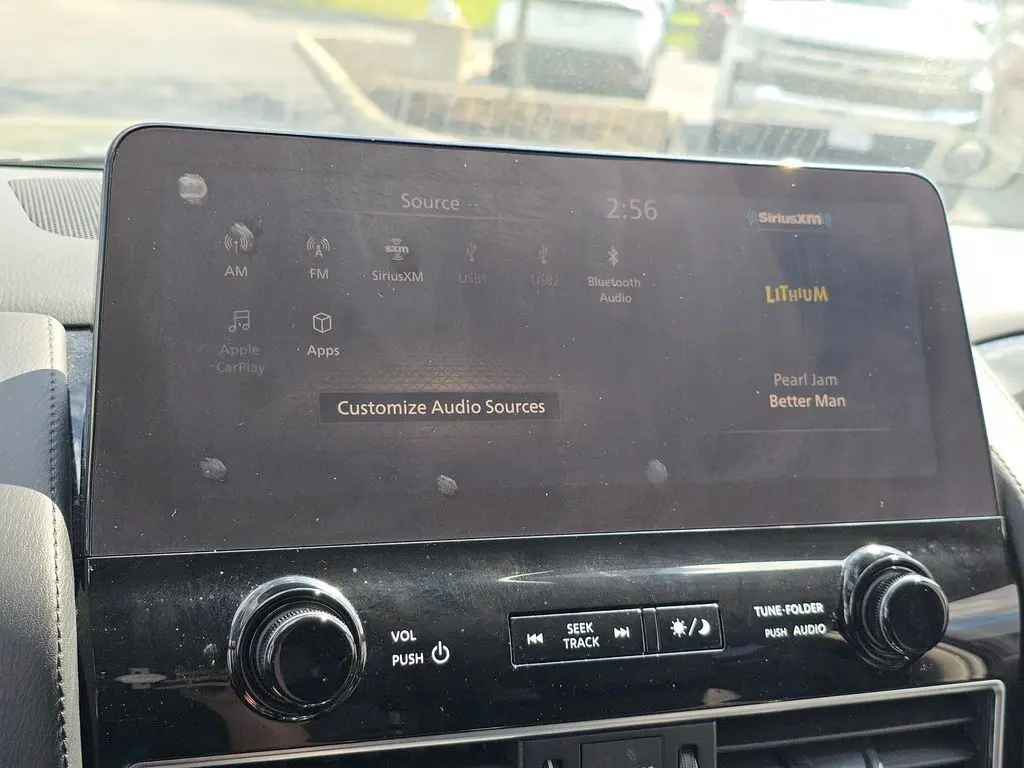 Source
2:56
SiriusXM
AM
FM
sxm
SiriusXM
USB1
USB2
Bluetooth
Audio
LiTHiUM
Apple
CarPlay
Apps
Pearl Jam
Better Man
Customize Audio Sources
VOL
PUSH
SEEK
TRACK
TUNE·FOLDER
PUSH AUDIO